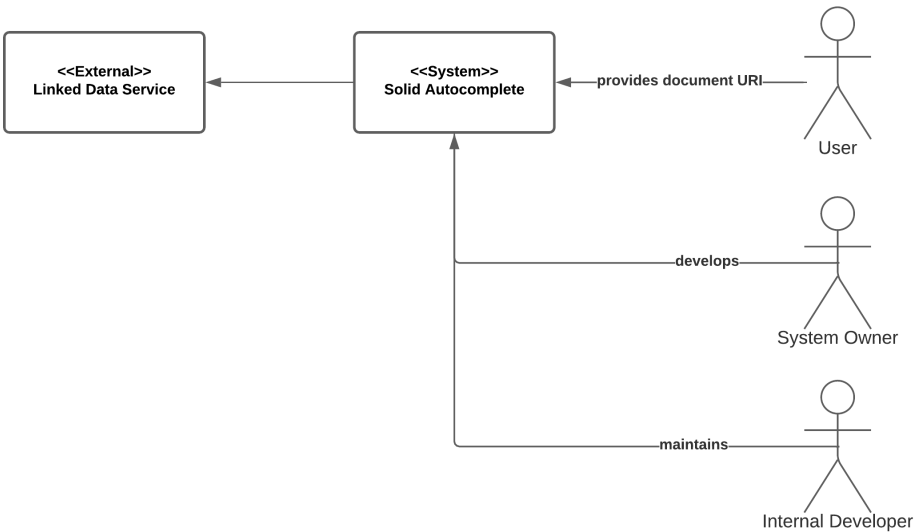 <<External>>
Linked Data Service
<<System>>
Solid Autocomplete
provides document URI
User
develops
System Owner
maintains
Internal Developer